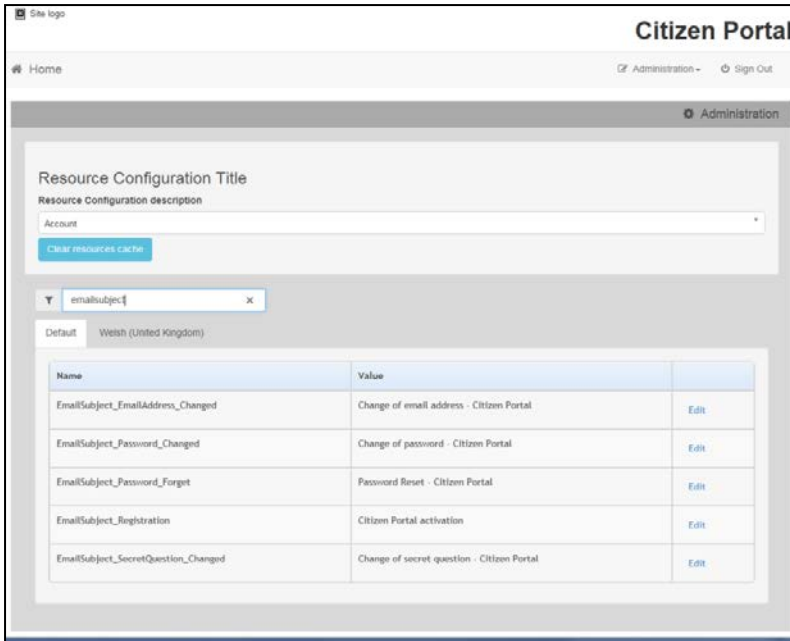 Site logo
Citizen Portal
Home
Administration
Sign Out
Administration
Resource Configuration Title
Resource Configuration description
Account
Clear resources cache
emailsubject
Default Welsh (United Kingdom)
Name Value
EmailSubject_EmailAddress_Changed Change of email address - Citizen Portal Edit
EmailSubject_Password_Changed Change of password - Citizen Portal Edit
EmailSubject_Password_Forget Password Reset - Citizen Portal Edit
EmailSubject_Registration Citizen Portal activation Edit
EmailSubject_SecretQuestion_Changed Change of secret question - Citizen Portal Edit